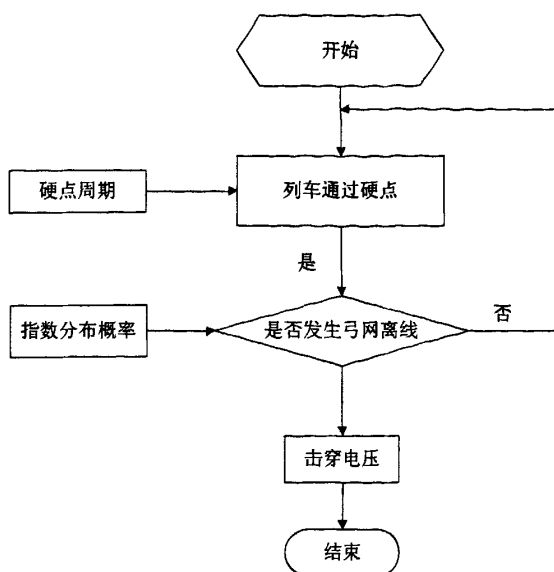 开始
硬点周期
列车通过硬点
是
指数分布概率
是否发生弓网离线
否
击穿电压
结束